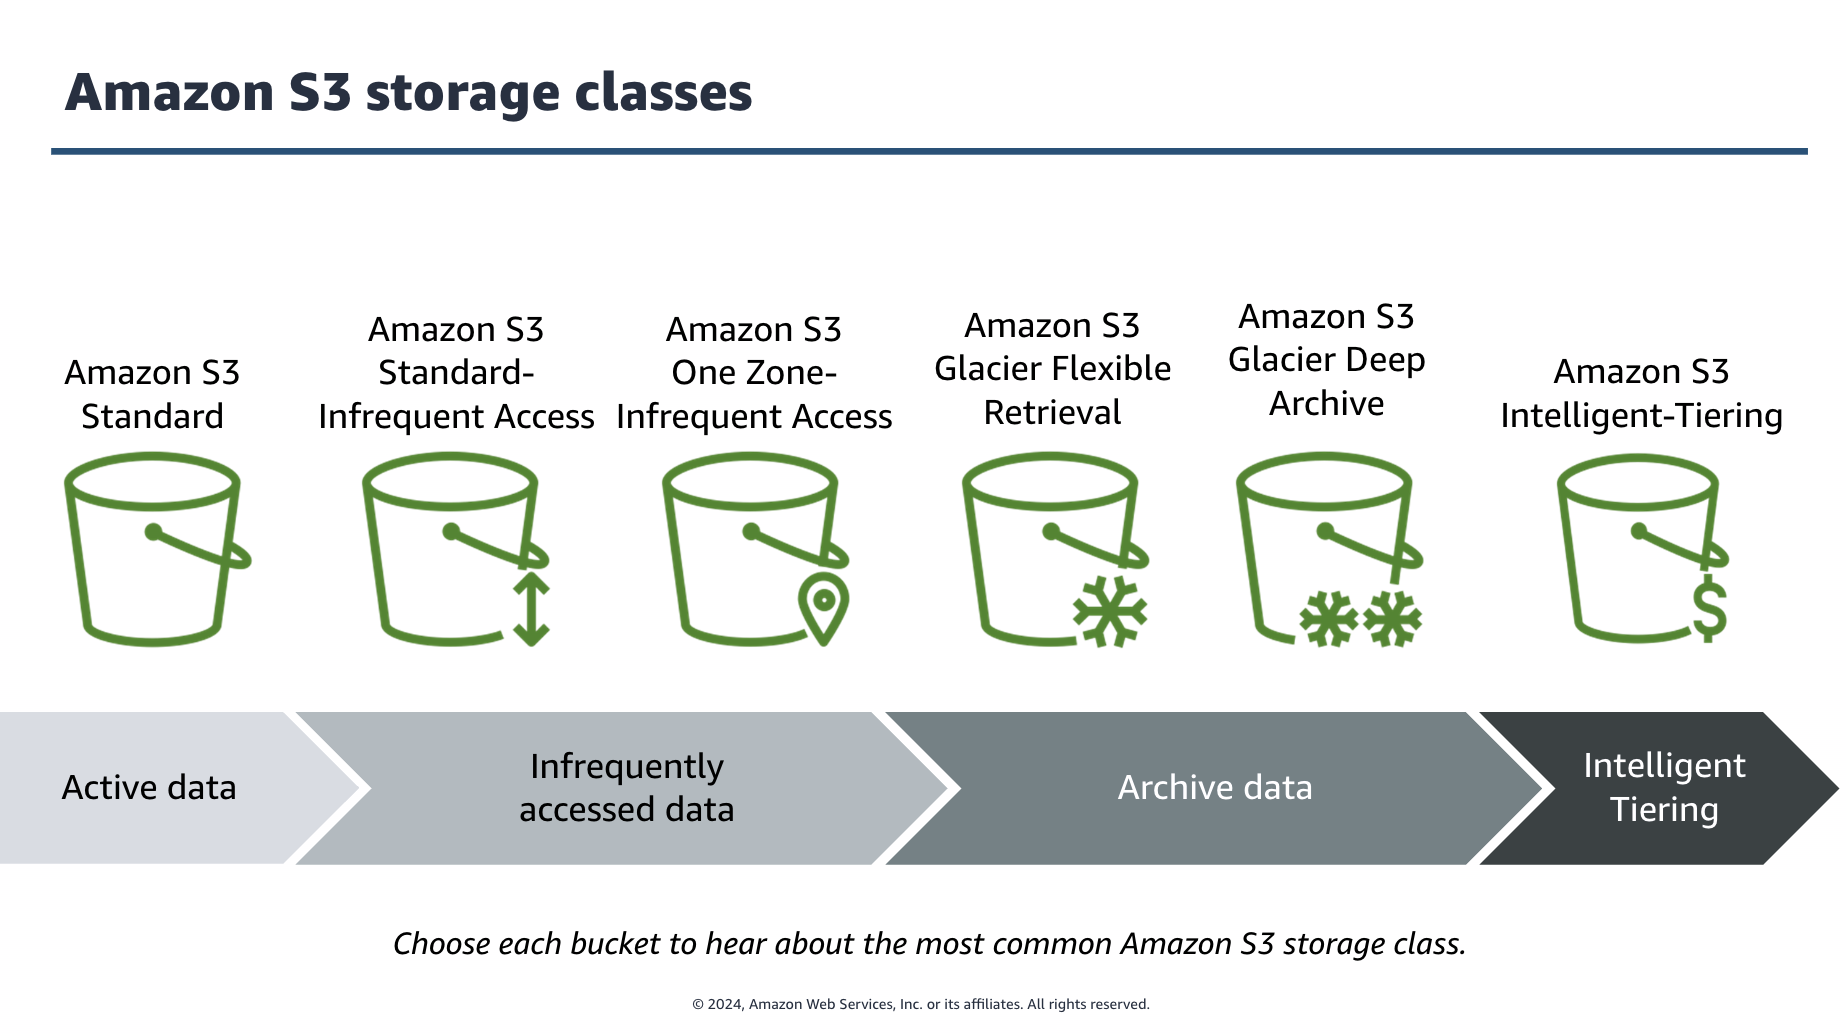 Amazon S3 storage classes
Amazon S3
Standard
Amazon S3
Standard-
Infrequent Access
Amazon S3
One Zone-
Infrequent Access
Amazon S3
Glacier Flexible
Retrieval
Amazon S3
Glacier Deep
Archive
Amazon S3
Intelligent-Tiering
Active data
Infrequently
accessed data
Archive data
Intelligent
Tiering
Choose each bucket to hear about the most common Amazon S3 storage class.
© 2024, Amazon Web Services, Inc. or its affiliates. All rights reserved.